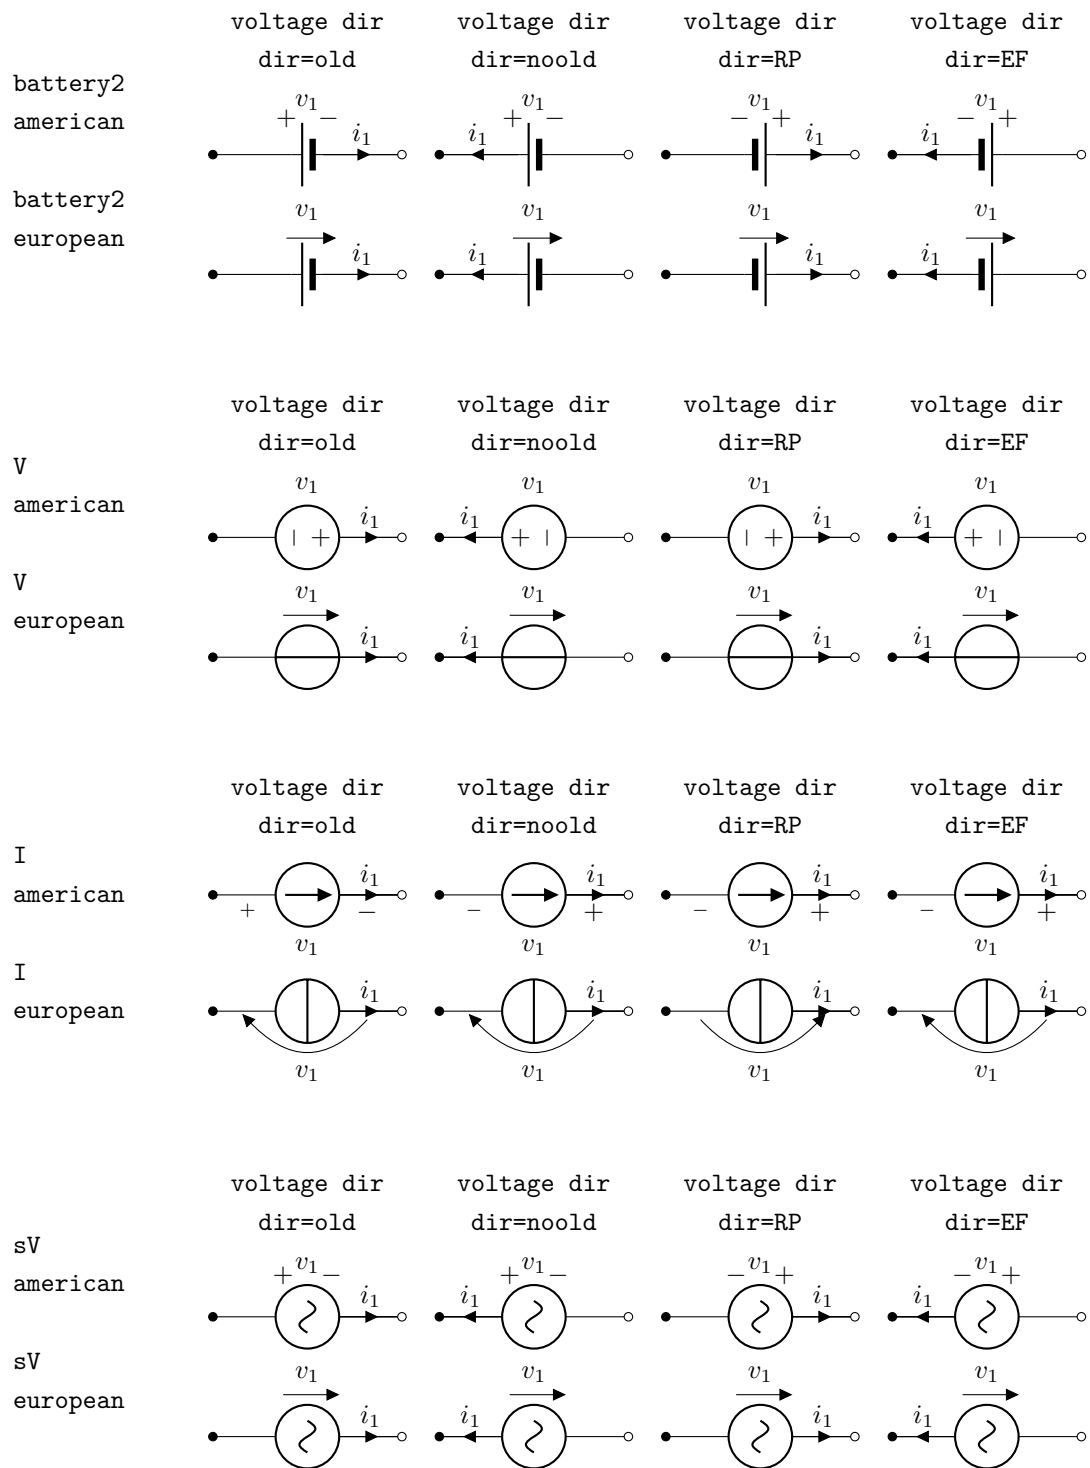 voltage dir voltage dir voltage dir voltage dir
dir=old dir=noold dir=RP dir=EF
battery2
american
v1 v1 v1 v1
+ − + − − + − +
i1 i1 i1 i1
battery2
european
v1 v1 v1 v1
i1 i1 i1 i1
voltage dir voltage dir voltage dir voltage dir
dir=old dir=noold dir=RP dir=EF
V
american
v1 v1 v1 v1
i1 i1 i1 i1
− + + − − + + −
V
european
v1 v1 v1 v1
i1 i1 i1 i1
voltage dir voltage dir voltage dir voltage dir
dir=old dir=noold dir=RP dir=EF
I
american
i1 i1 i1 i1
+ − − + − + − +
v1 v1 v1 v1
I
european
i1 i1 i1 i1
v1 v1 v1 v1
voltage dir voltage dir voltage dir voltage dir
dir=old dir=noold dir=RP dir=EF
sV
american
+ v1 − + v1 − − v1 + − v1 +
i1 i1 i1 i1
sV
european
v1 v1 v1 v1
i1 i1 i1 i1